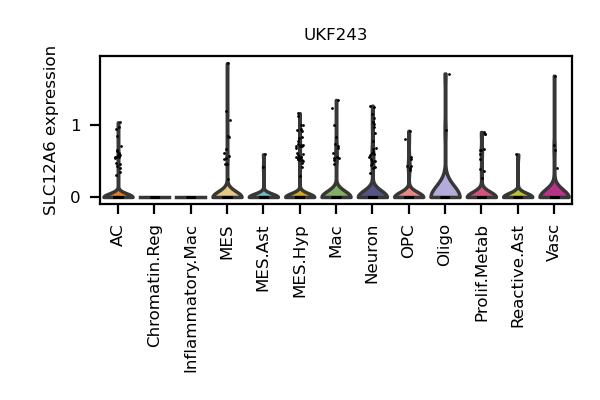 UKF243
SLC12A6 expression
1
0
AC
Chromatin.Reg
Inflammatory.Mac
MES
MES.Ast
MES.Hyp
Mac
Neuron
OPC
Oligo
Prolif.Metab
Reactive.Ast
Vasc